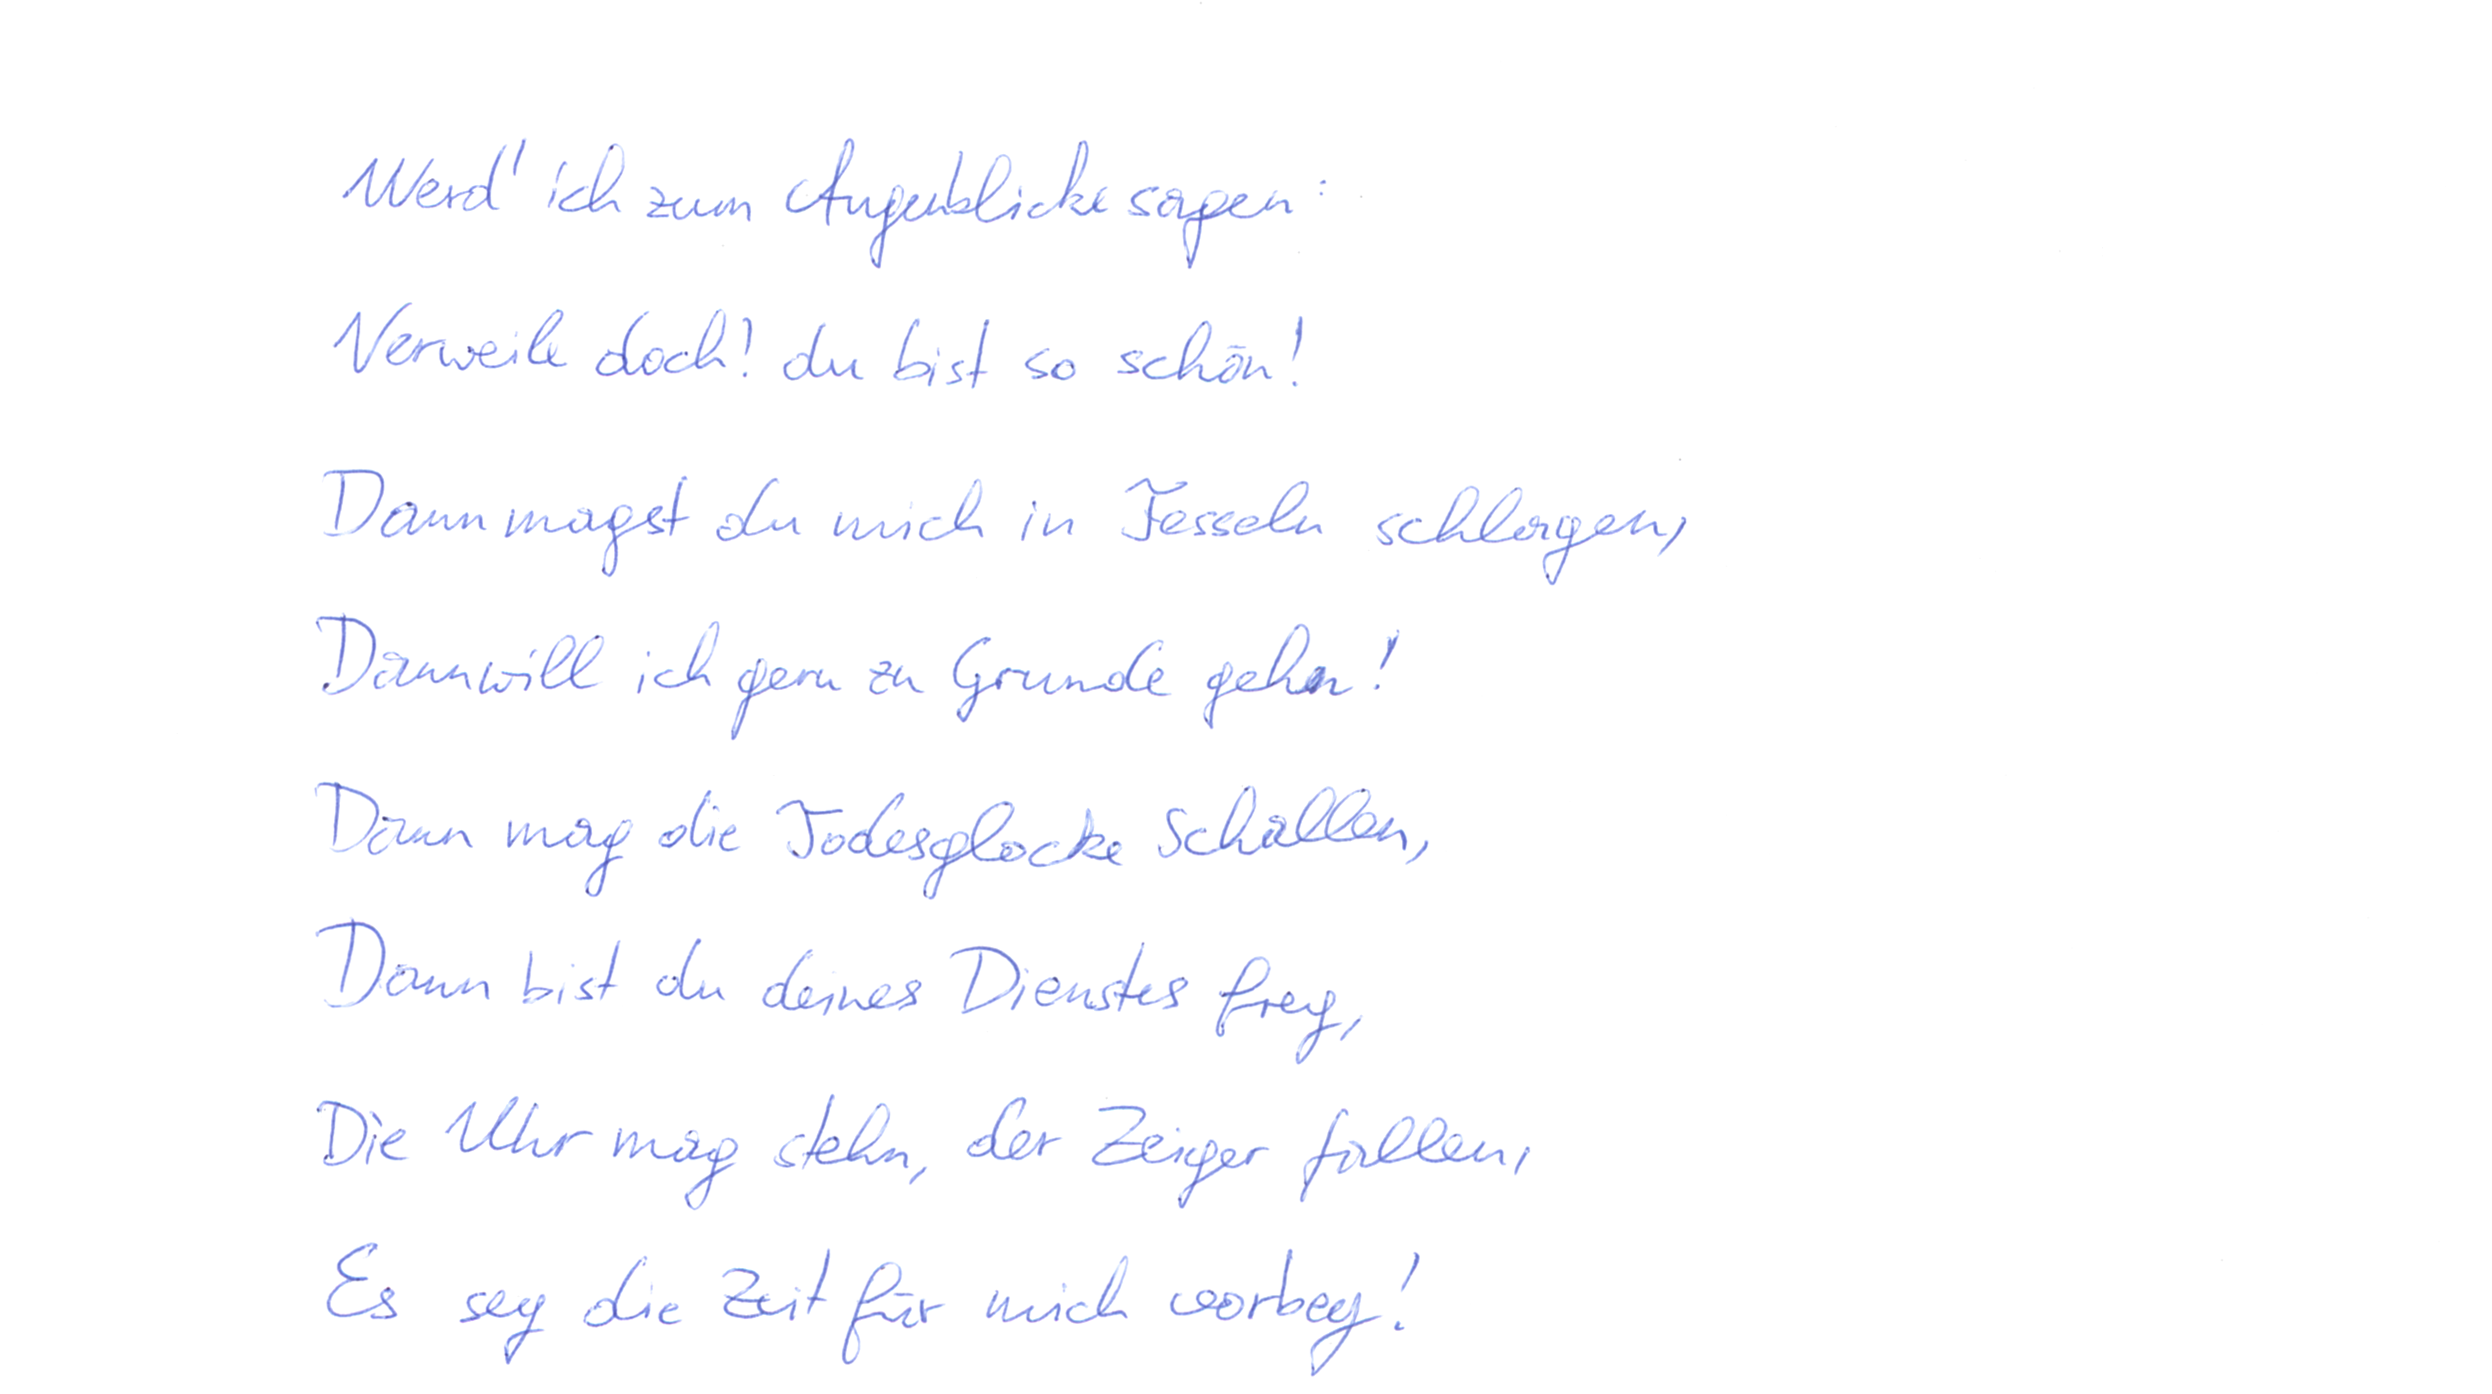 Werd' ich zum Augenblicke sagen:
Verweile doch! du bist so schön!
Dann magst du mich in Fesseln schlagen,
Dann will ich gern zu Grunde gehn!
Dann mag die Todesglocke schallen,
Dann bist du deines Dienstes frey,
Die Uhr mag stehn, der Zeiger fallen,
Es sey die Zeit für mich vorbey!